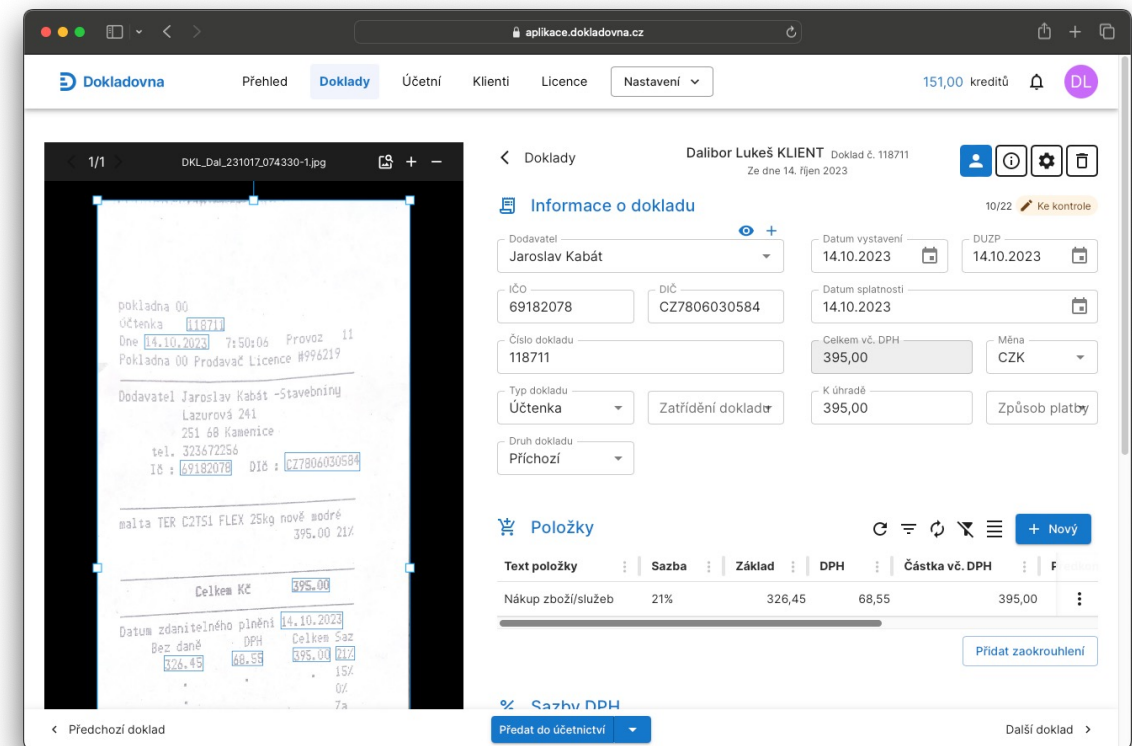 aplikace.dokladovna.cz
Dokladovna Přehled Doklady Účetní Klienti Licence Nastavení 151,00 kreditů DL
1/1 DKL_Dal_231017_074330-1.jpg
pokladna 00
účtenka 118711
Dne 14.10.2023 7:50:06 Provoz 11
Pokladna 00 Prodavač Licence #996219
Dodavatel Jaroslav Kabát -Stavebniny
Lazurová 241
251 68 Kamenice
tel. 323672256
Ič : 69182078 DIč : CZ7806030584
malta TER C2TS1 FLEX 25kg nově modré
395.00 21%
Celkem Kč 395.00
Datum zdanitelného plnění 14.10.2023
Bez daně DPH Celkem Saz
326.45 68.55 395.00 21%
15%
0%
7a
Doklady
Dalibor Lukeš KLIENT Doklad č. 118711
Ze dne 14. říjen 2023
Informace o dokladu 10/22 Ke kontrole
Dodavatel Datum vystavení DUZP
Jaroslav Kabát 14.10.2023 14.10.2023
IČO DIČ Datum splatnosti
69182078 CZ7806030584 14.10.2023
Číslo dokladu Celkem vč. DPH Měna
118711 395,00 CZK
Typ dokladu K úhradě
Účtenka Zatřídění dokladu 395,00 Způsob platby
Druh dokladu
Příchozí
Položky + Nový
Text položky Sazba Základ DPH Částka vč. DPH
Nákup zboží/služeb 21% 326,45 68,55 395,00
Přidat zaokrouhlení
% Sazby DPH
Předchozí doklad Předat do účetnictví Další doklad